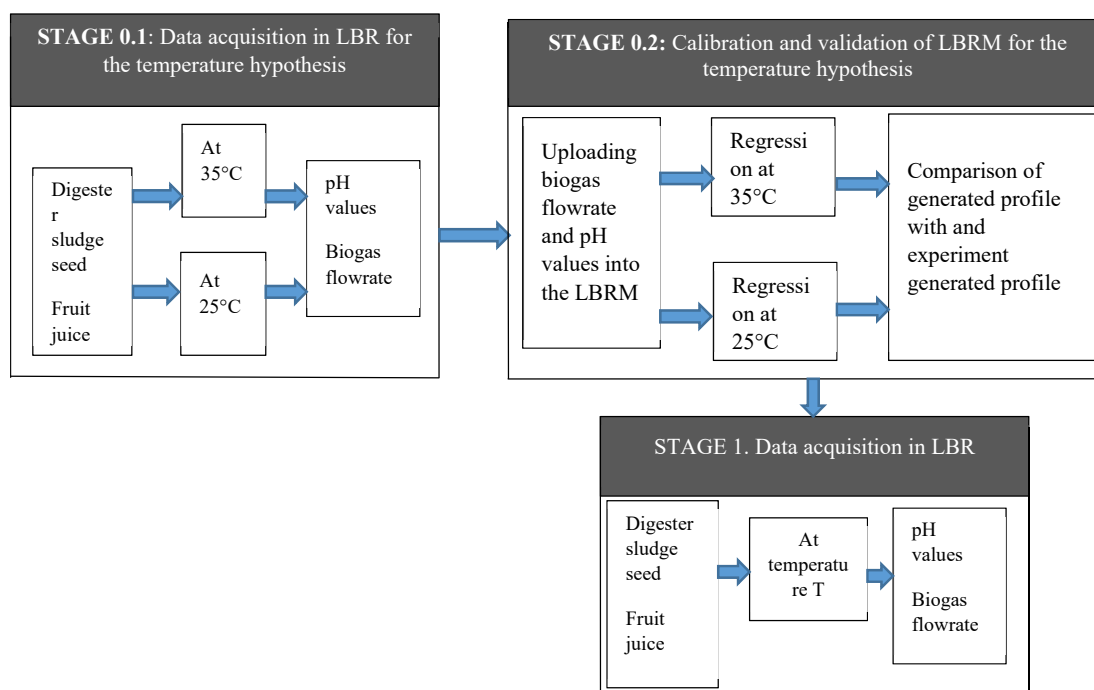 STAGE 0.1: Data acquisition in LBR for
the temperature hypothesis
Digeste
r
sludge
seed
Fruit
juice
At
35°C
At
25°C
pH
values
Biogas
flowrate
STAGE 0.2: Calibration and validation of LBRM for the
temperature hypothesis
Uploading
biogas
flowrate
and pH
values into
the LBRM
Regressi
on at
35°C
Regressi
on at
25°C
Comparison of
generated profile
with and
experiment
generated profile
STAGE 1. Data acquisition in LBR
Digester
sludge
seed
Fruit
juice
At
temperatu
re T
pH
values
Biogas
flowrate